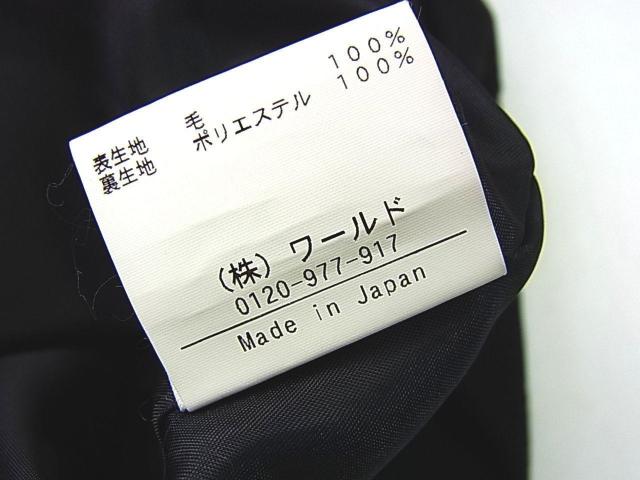 表生地 毛 １００％
裏生地 ポリエステル １００％
（株）ワールド
0120-977-917
Made in Japan